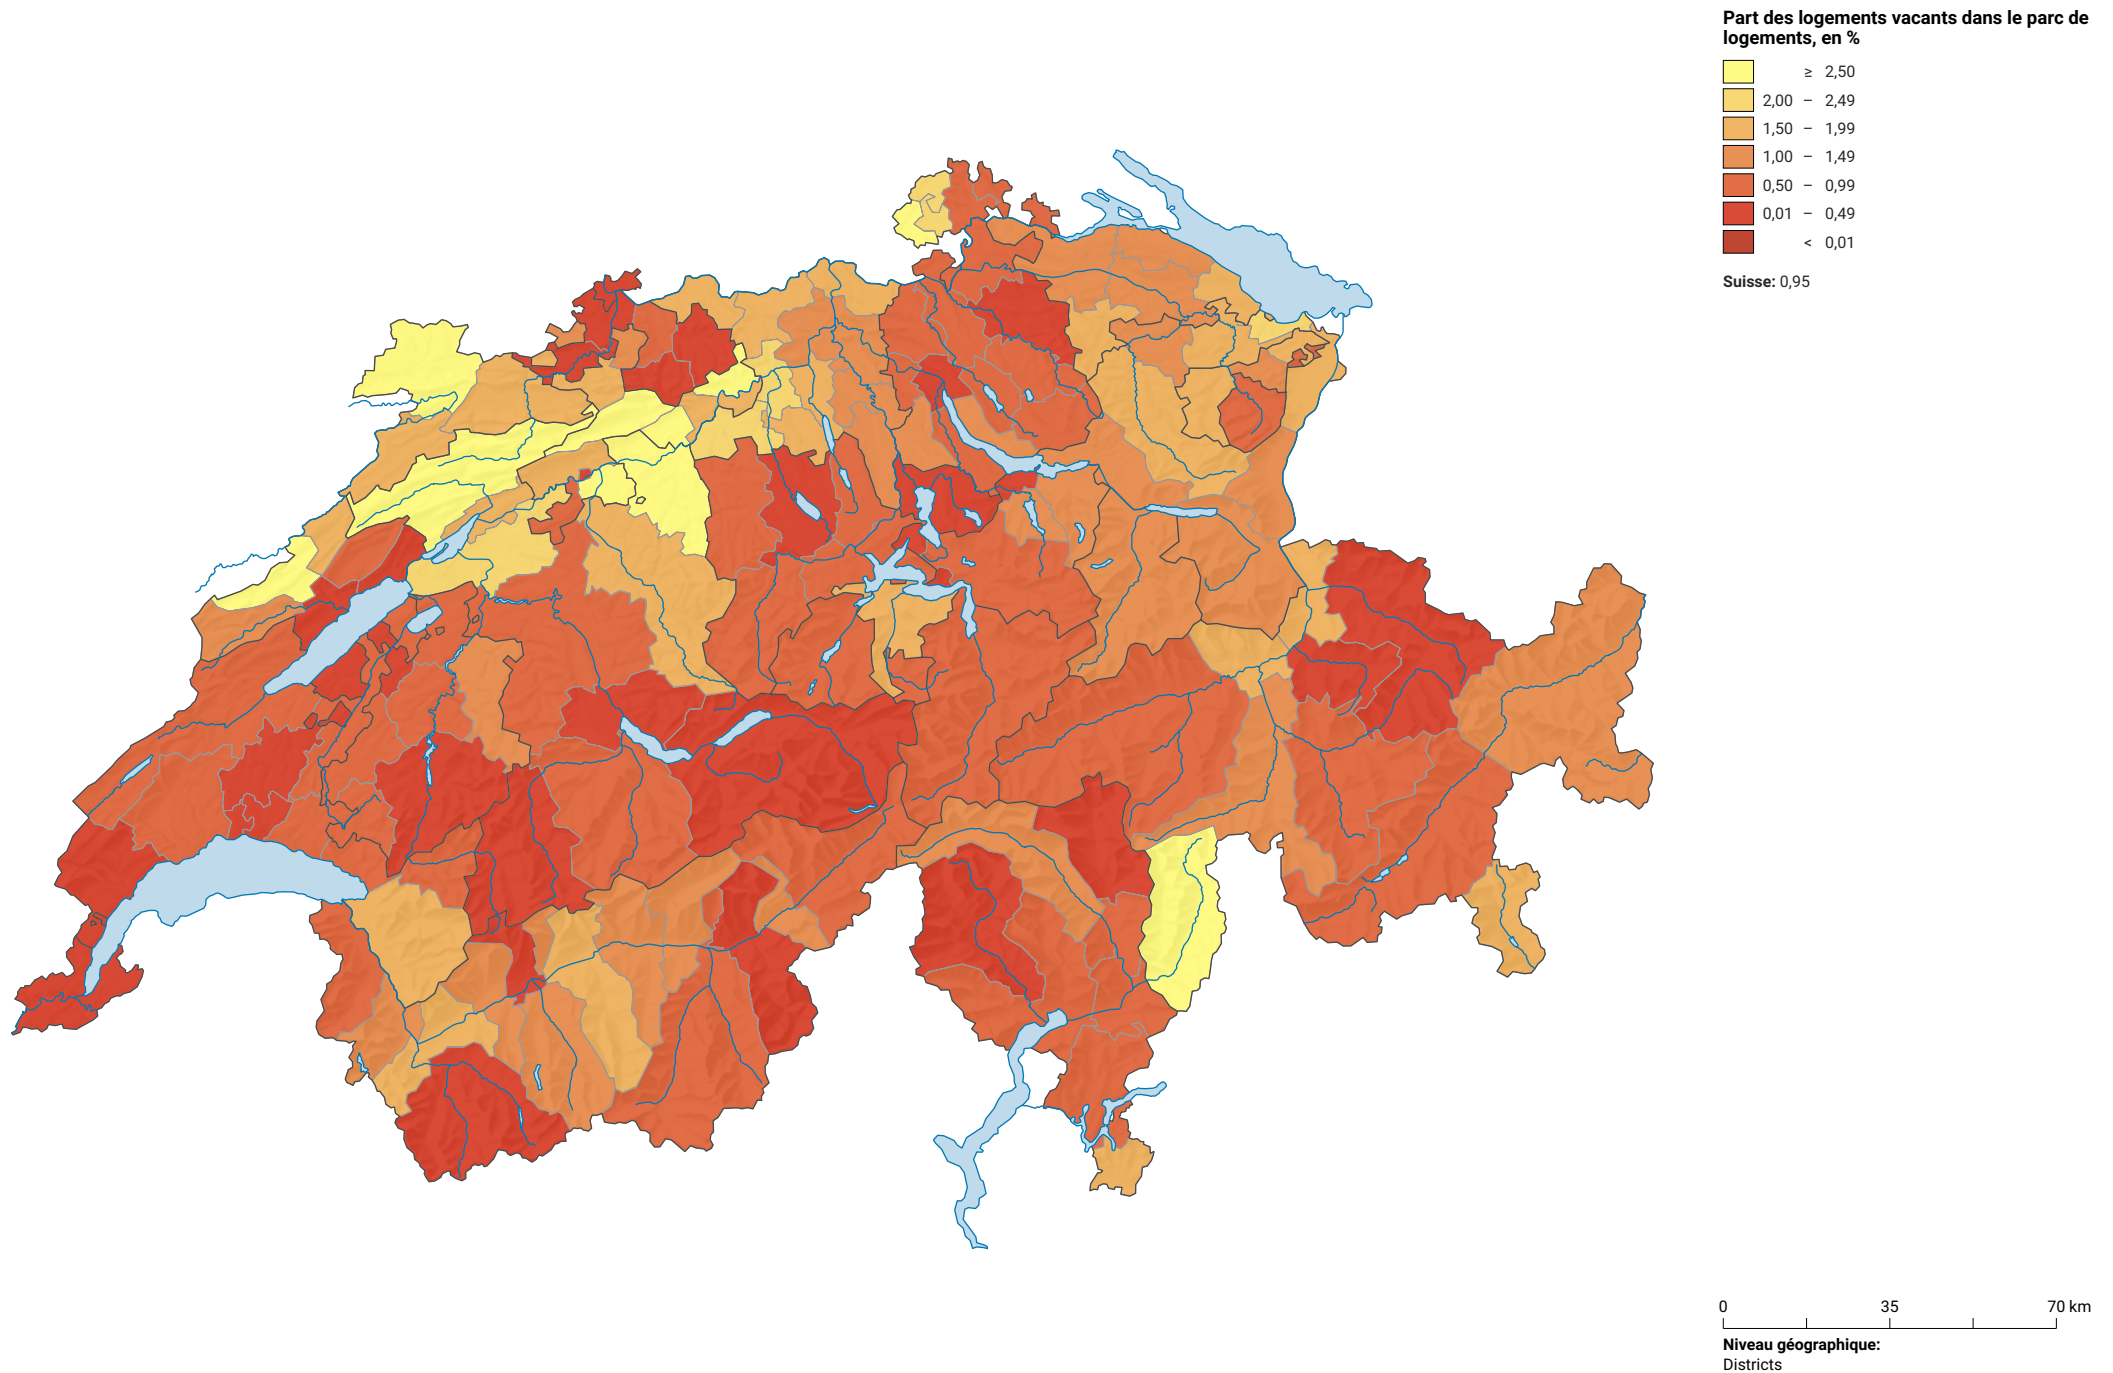 Part des logements vacants dans le parc de
logements, en %
≥ 2,50
2,00 – 2,49
1,50 – 1,99
1,00 – 1,49
0,50 – 0,99
0,01 – 0,49
< 0,01
Suisse: 0,95
0 35 70 km
Niveau géographique:
Districts